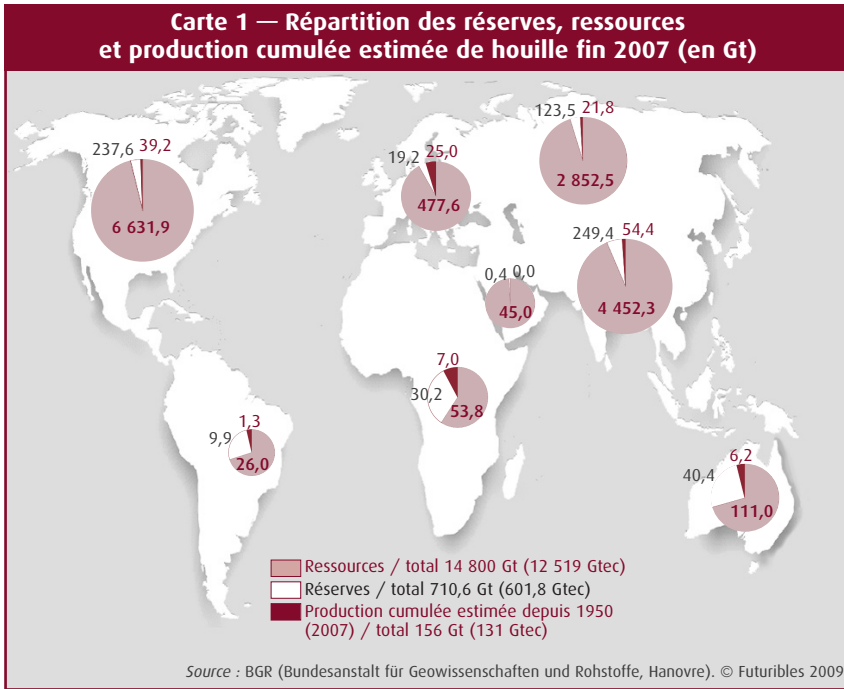 Carte 1 — Répartition des réserves, ressources
et production cumulée estimée de houille fin 2007 (en Gt)
237,6 39,2
6 631,9
19,2 25,0
477,6
123,5 21,8
2 852,5
249,4 54,4
4 452,3
0,4 0,0
45,0
7,0
30,2
53,8
1,3
9,9
26,0
6,2
40,4
111,0
Ressources / total 14 800 Gt (12 519 Gtec)
Réserves / total 710,6 Gt (601,8 Gtec)
Production cumulée estimée depuis 1950
(2007) / total 156 Gt (131 Gtec)
Source : BGR (Bundesanstalt für Geowissenschaften und Rohstoffe, Hanovre). © Futuribles 2009